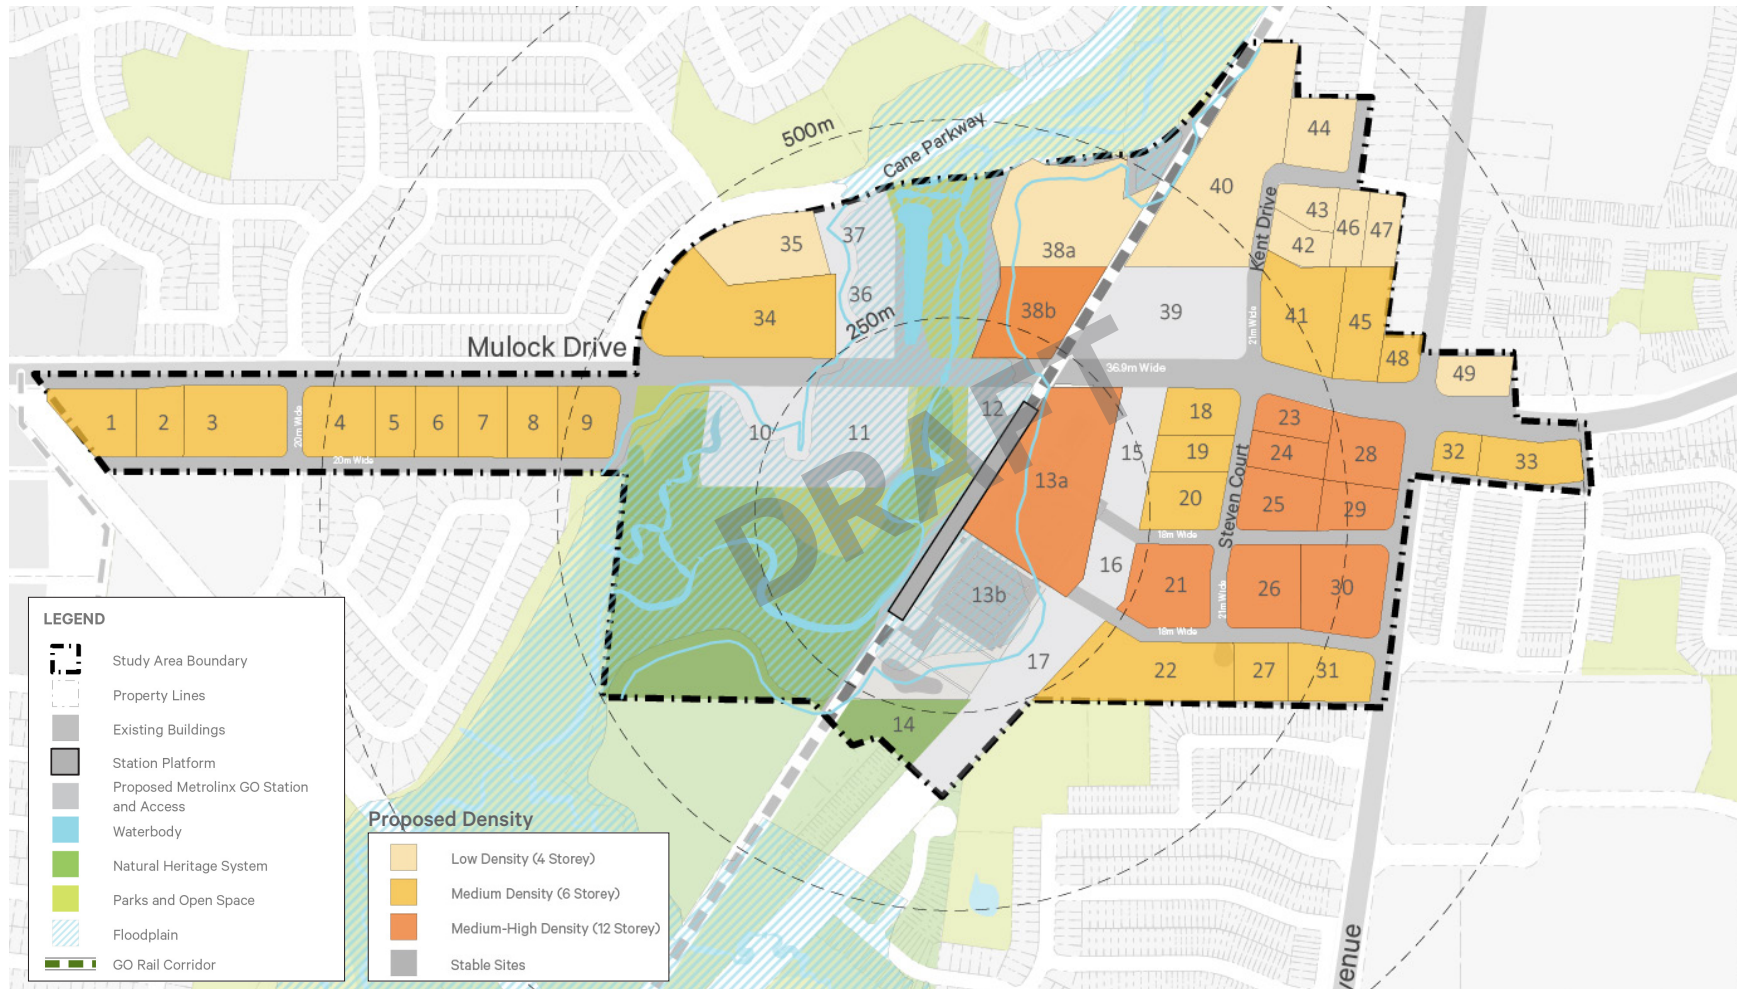 500m
Cane Parkway
44
40
Kent Drive
43
46
47
42
35
37
38a
36
250m
34
38b
39
21m Wide
41
45
48
49
Mulock Drive
36.9m Wide
1
2
3
20m Wide
4
5
6
7
8
9
20m Wide
10
11
12
DRAFT
13a
15
18
19
20
Steven Court
23
24
25
28
29
32
33
18m Wide
16
13b
21
21m Wide
26
30
18m Wide
17
22
27
31
14
venue
LEGEND
Study Area Boundary
Property Lines
Existing Buildings
Station Platform
Proposed Metrolinx GO Station
and Access
Waterbody
Natural Heritage System
Parks and Open Space
Floodplain
GO Rail Corridor
Proposed Density
Low Density (4 Storey)
Medium Density (6 Storey)
Medium-High Density (12 Storey)
Stable Sites